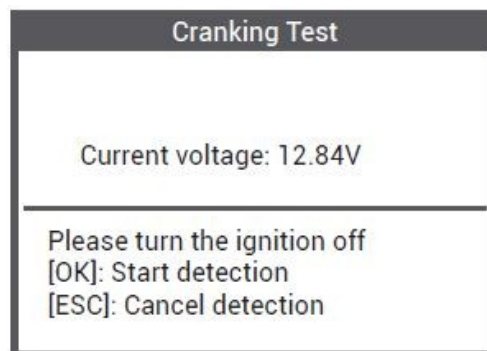 Cranking Test
Current voltage: 12.84V
Please turn the ignition off
[OK]: Start detection
[ESC]: Cancel detection